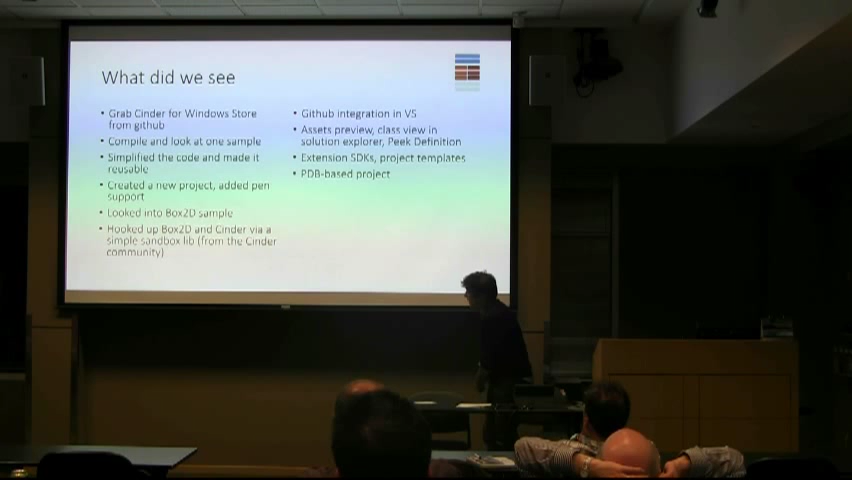 What did we see
• Grab Cinder for Windows Store
from github
• Compile and look at one sample
• Simplified the code and made it
reusable
• Created a new project, added pen
support
• Looked into Box2D sample
• Hooked up Box2D and Cinder via a
simple sandbox lib (from the Cinder
community)
• Github integration in VS
• Assets preview, class view in
solution explorer, Peek Definition
• Extension SDKs, project templates
• PDB-based project